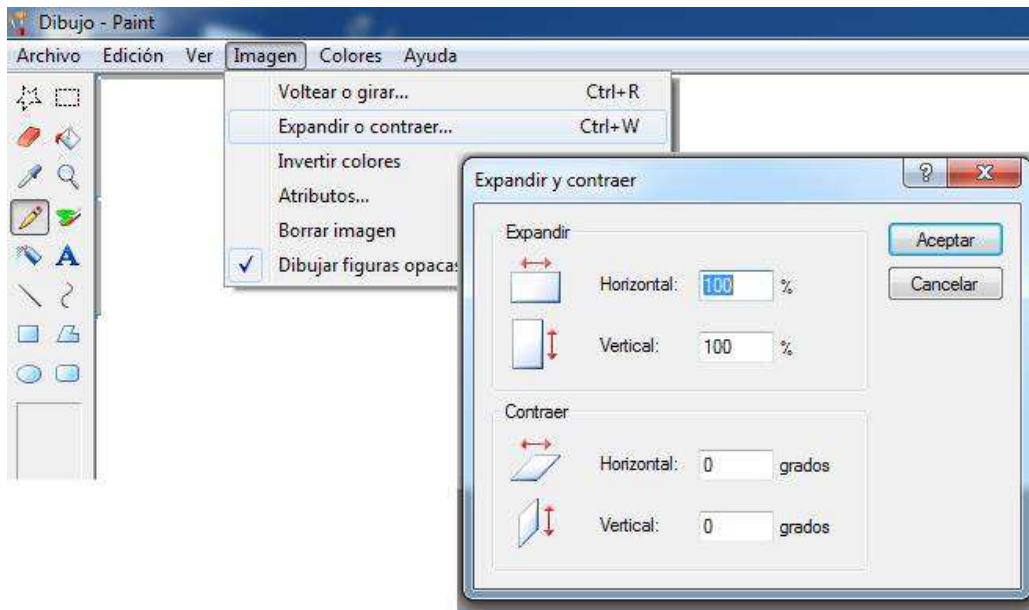 Dibujo - Paint
Archivo Edición Ver Imagen Colores Ayuda
Voltear o girar... Ctrl+R
Expandir o contraer... Ctrl+W
Invertir colores
Atributos...
Borrar imagen
Dibujar figuras opacas
Expandir y contraer
Expandir
Horizontal: 100 %
Vertical: 100 %
Contraer
Horizontal: 0 grados
Vertical: 0 grados
Aceptar
Cancelar